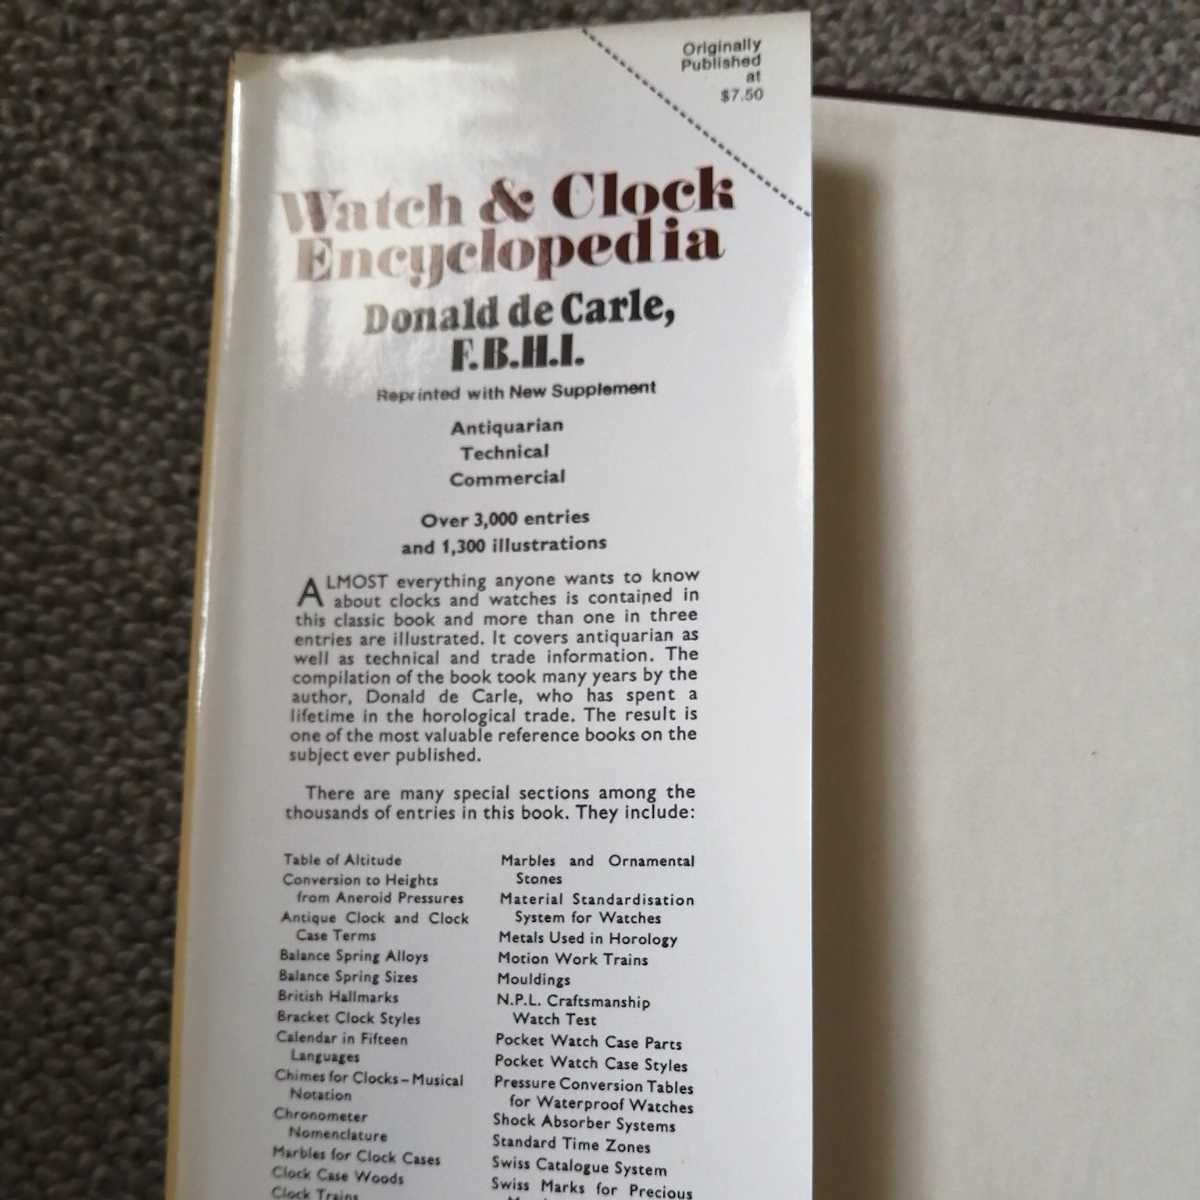 Originally
Published
at
$7.50
Watch & Clock
Encyclopedia
Donald de Carle,
F.B.H.I.
Reprinted with New Supplement
Antiquarian
Technical
Commercial
Over 3,000 entries
and 1,300 illustrations
ALMOST everything anyone wants to know
about clocks and watches is contained in
this classic book and more than one in three
entries are illustrated. It covers antiquarian as
well as technical and trade information. The
compilation of the book took many years by the
author, Donald de Carle, who has spent a
lifetime in the horological trade. The result is
one of the most valuable reference books on the
subject ever published.
There are many special sections among the
thousands of entries in this book. They include:
Table of Altitude
Conversion to Heights
from Aneroid Pressures
Antique Clock and Clock
Case Terms
Balance Spring Alloys
Balance Spring Sizes
British Hallmarks
Bracket Clock Styles
Calendar in Fifteen
Languages
Chimes for Clocks – Musical
Notation
Chronometer
Nomenclature
Marbles for Clock Cases
Clock Case Woods
Clock Trains
Marbles and Ornamental
Stones
Material Standardisation
System for Watches
Metals Used in Horology
Motion Work Trains
Mouldings
N.P.L. Craftsmanship
Watch Test
Pocket Watch Case Parts
Pocket Watch Case Styles
Pressure Conversion Tables
for Waterproof Watches
Shock Absorber Systems
Standard Time Zones
Swiss Catalogue System
Swiss Marks for Precious